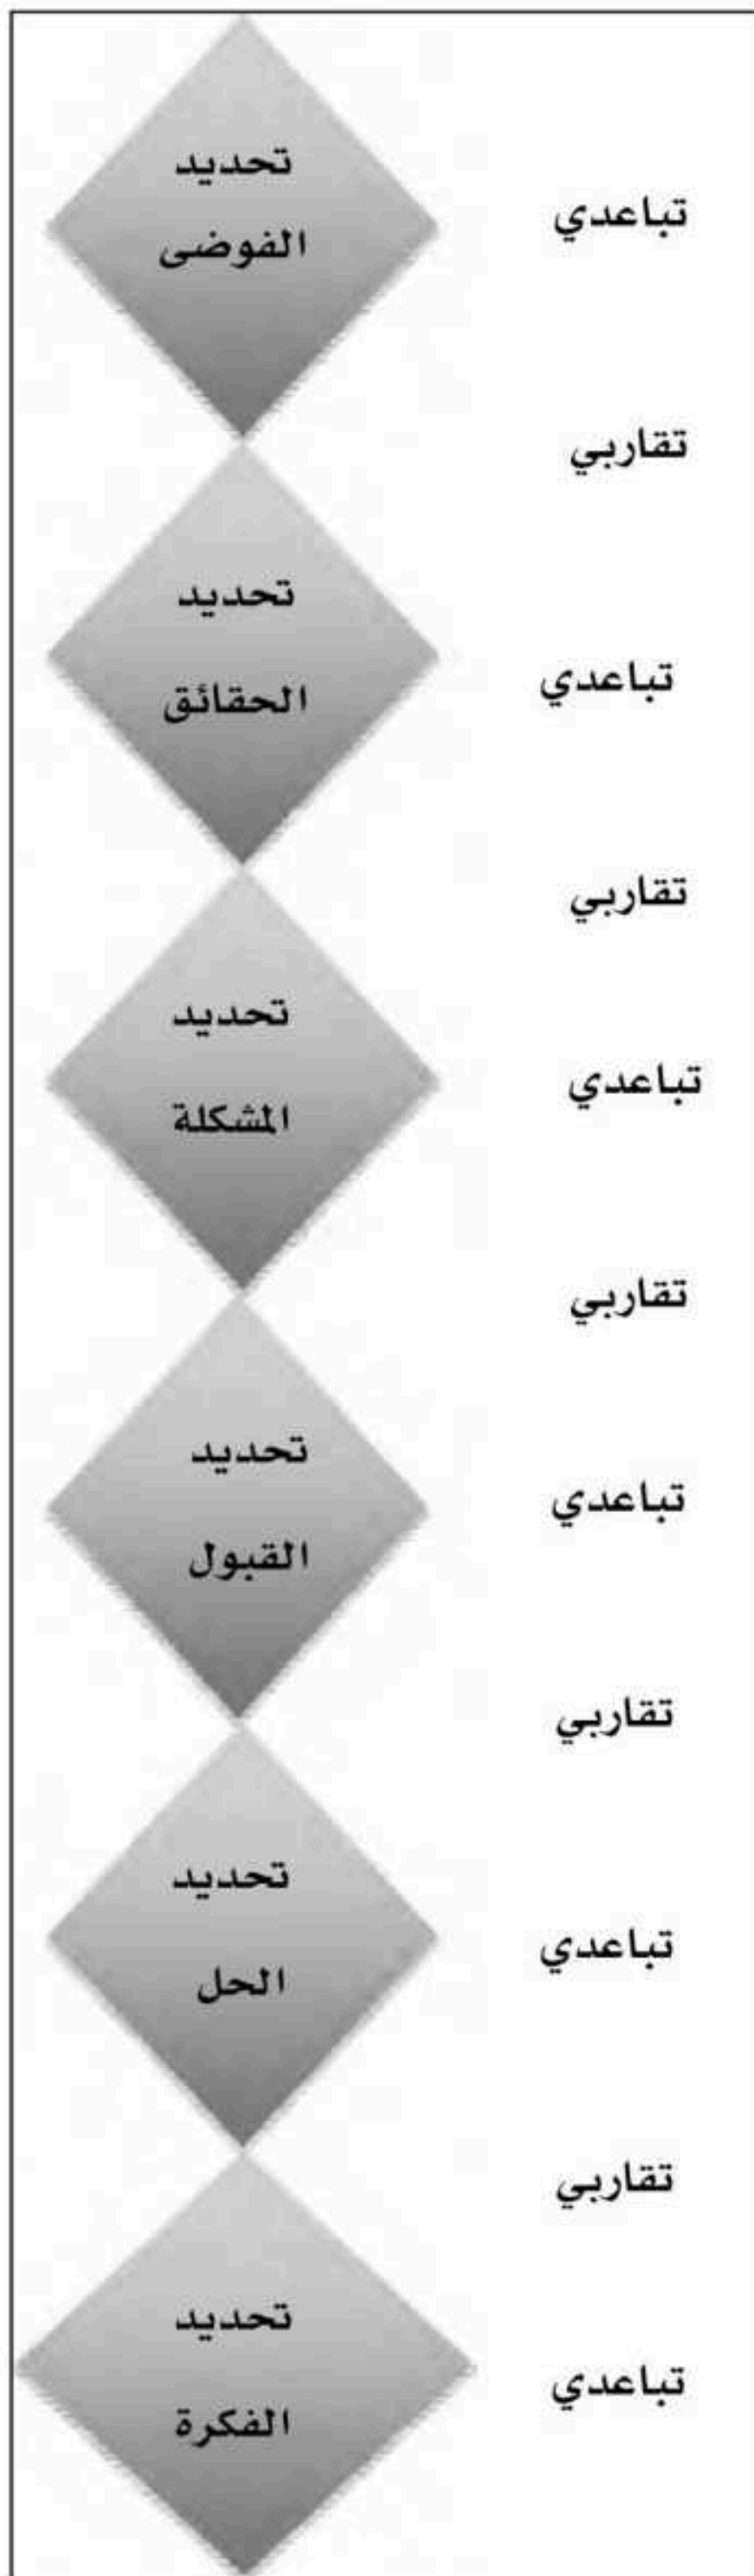 تحديد
الفوضى
تباعدي
تقاربي
تحديد
الحقائق
تباعدي
تقاربي
تحديد
المشكلة
تباعدي
تقاربي
تحديد
القبول
تباعدي
تقاربي
تحديد
الحل
تباعدي
تقاربي
تحديد
الفكرة
تباعدي